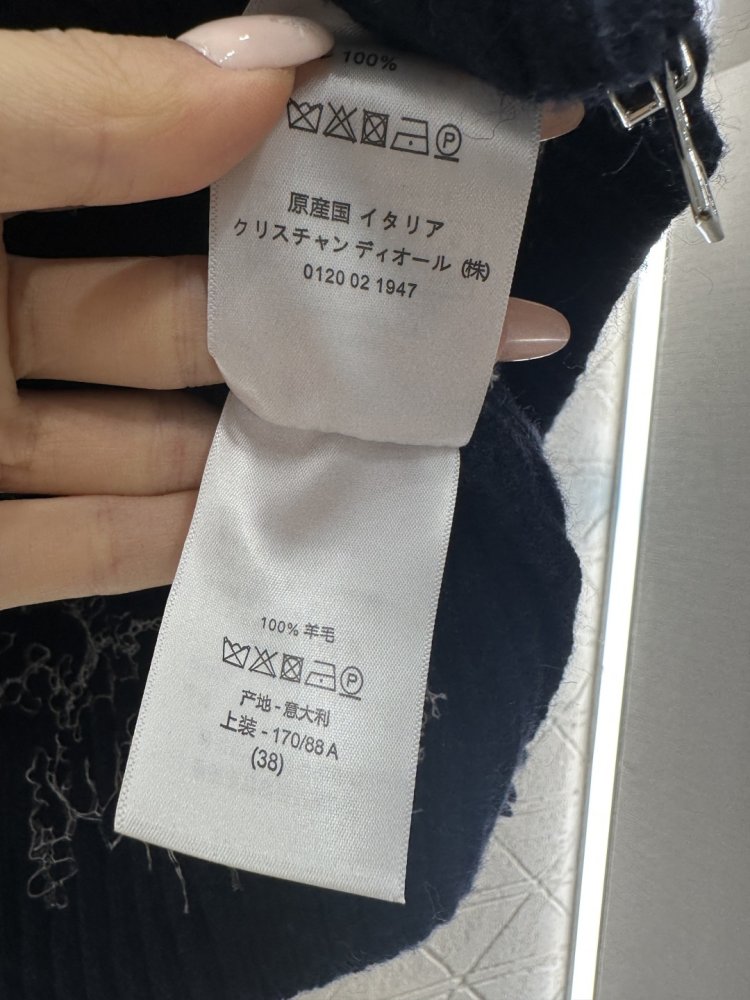 100%
原産国 イタリア
クリスチャン ディオール (株)
0120 02 1947
100% 羊毛
产地 - 意大利
上装 - 170/88 A
(38)